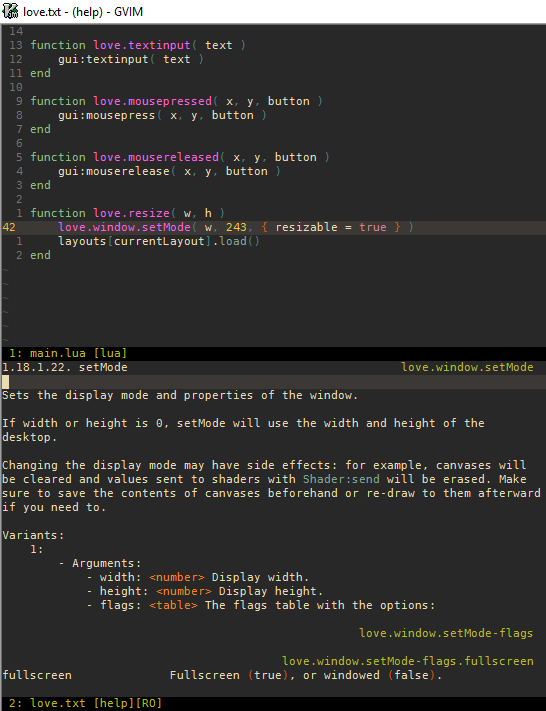 love.txt - (help) - GVIM
14
13 function love.textinput( text )
12     gui:textinput( text )
11 end
10
9 function love.mousepressed( x, y, button )
8     gui:mousepress( x, y, button )
7 end
6
5 function love.mousereleased( x, y, button )
4     gui:mouserelease( x, y, button )
3 end
2
1 function love.resize( w, h )
42     love.window.setMode( w, 243, { resizable = true } )
1     layouts[currentLayout].load()
2 end
~
~
~
~
~
~
1: main.lua [lua]
1.18.1.22. setMode love.window.setMode
Sets the display mode and properties of the window.
If width or height is 0, setMode will use the width and height of the
desktop.
Changing the display mode may have side effects: for example, canvases will
be cleared and values sent to shaders with Shader:send will be erased. Make
sure to save the contents of canvases beforehand or re-draw to them afterward
if you need to.
Variants:
1:
- Arguments:
- width: <number> Display width.
- height: <number> Display height.
- flags: <table> The flags table with the options:
love.window.setMode-flags
love.window.setMode-flags.fullscreen
fullscreen Fullscreen (true), or windowed (false).
2: love.txt [help][RO]